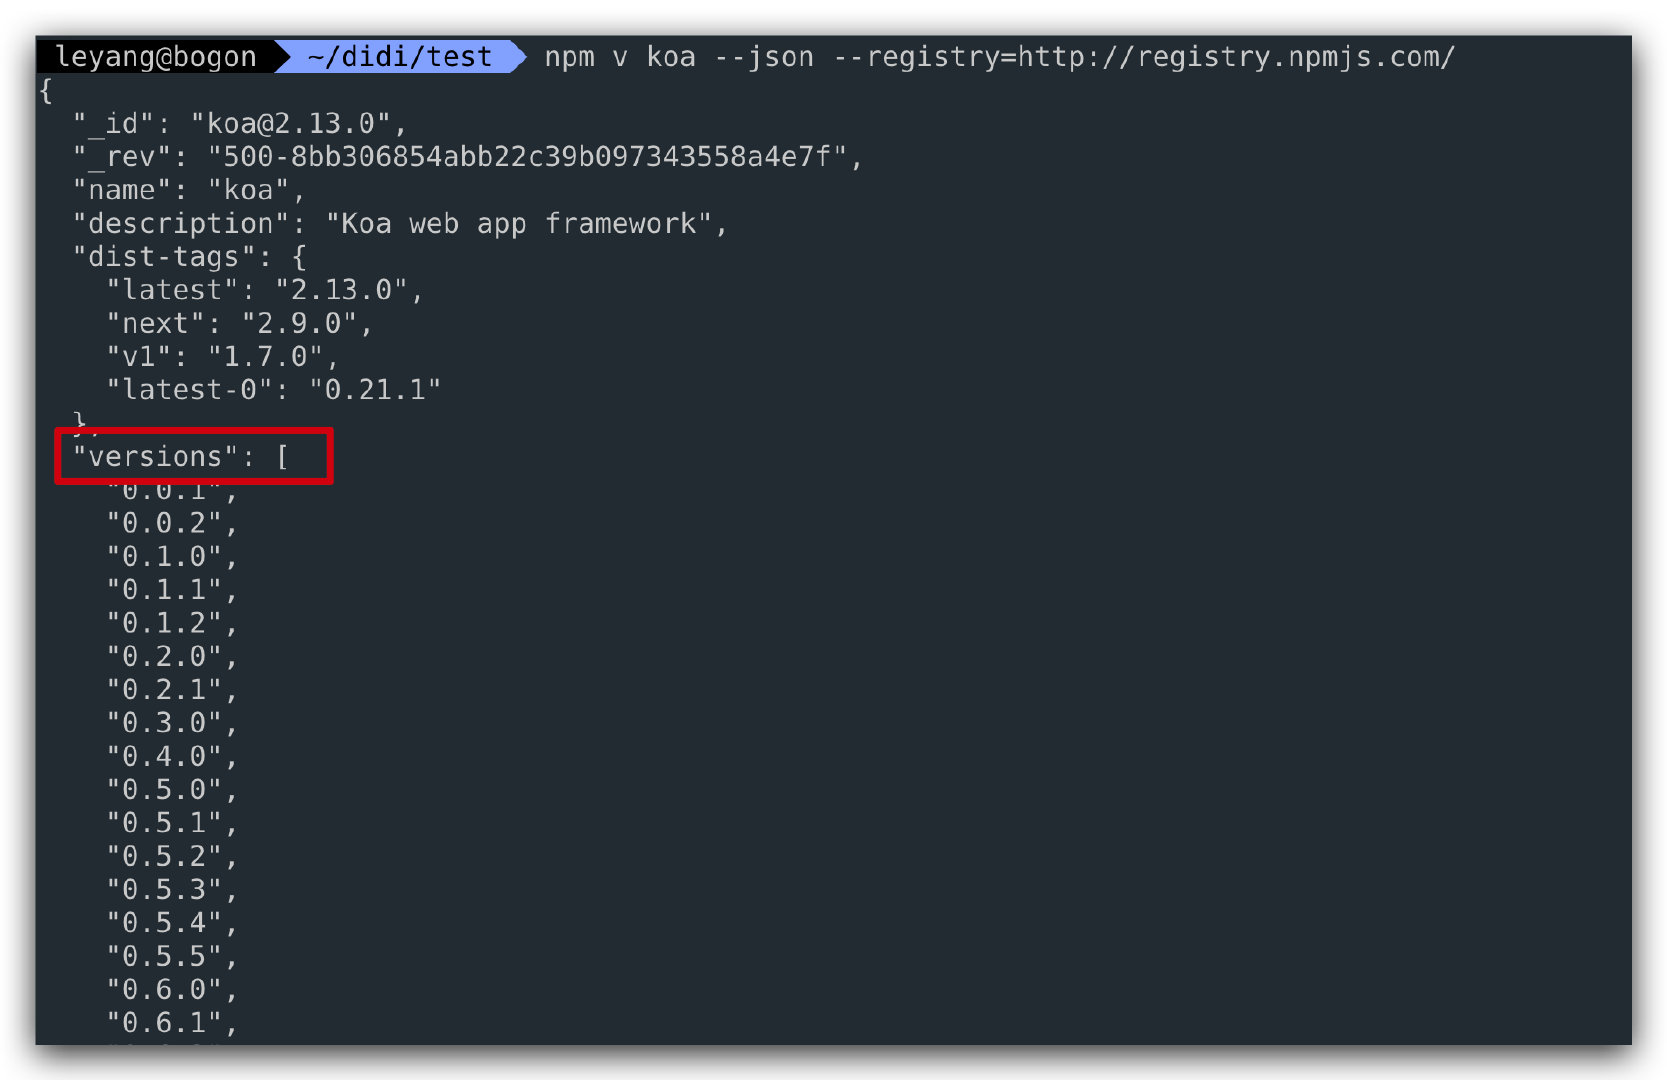 leyang@bogon ~/didi/test npm v koa --json --registry=http://registry.npmjs.com/
{
"_id": "koa@2.13.0",
"_rev": "500-8bb306854abb22c39b097343558a4e7f",
"name": "koa",
"description": "Koa web app framework",
"dist-tags": {
"latest": "2.13.0",
"next": "2.9.0",
"v1": "1.7.0",
"latest-0": "0.21.1"
},
"versions": [
"0.0.1",
"0.0.2",
"0.1.0",
"0.1.1",
"0.1.2",
"0.2.0",
"0.2.1",
"0.3.0",
"0.4.0",
"0.5.0",
"0.5.1",
"0.5.2",
"0.5.3",
"0.5.4",
"0.5.5",
"0.6.0",
"0.6.1",